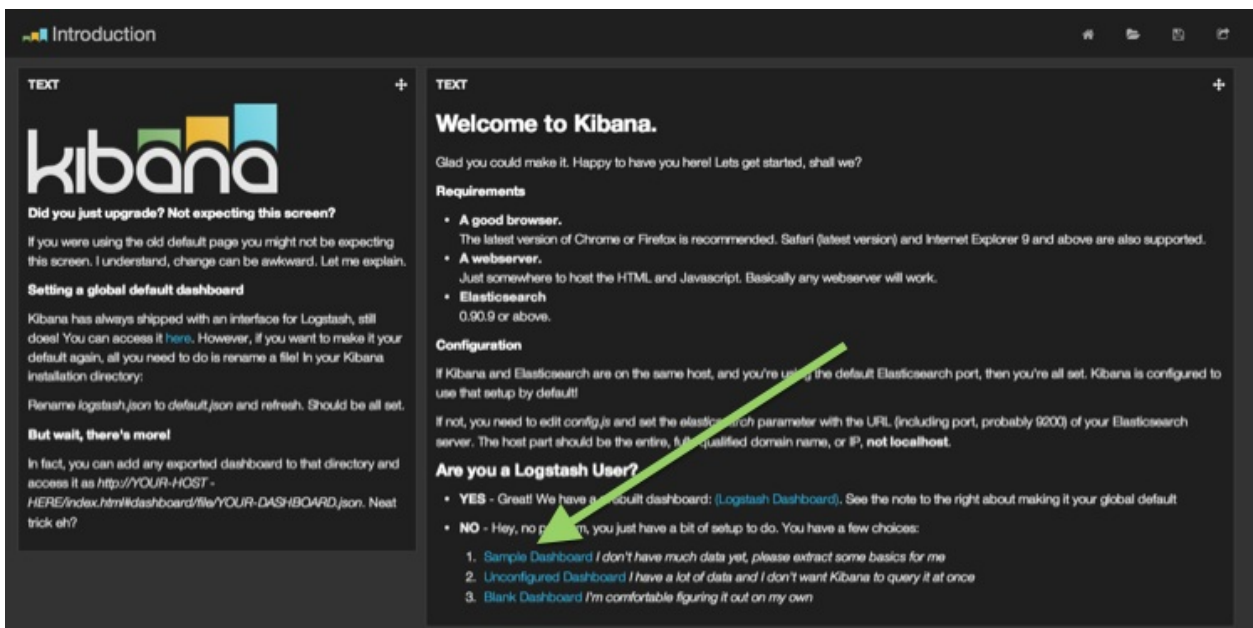 Introduction
TEXT
kibana
Did you just upgrade? Not expecting this screen?
If you were using the old default page you might not be expecting
this screen. I understand, change can be awkward. Let me explain.
Setting a global default dashboard
Kibana has always shipped with an interface for Logstash, still
does! You can access it here. However, if you want to make it your
default again, all you need to do is rename a file! In your Kibana
installation directory:
Rename logstash.json to default.json and refresh. Should be all set.
But wait, there's more!
In fact, you can add any exported dashboard to that directory and
access it as http://YOUR-HOST -
HERE/index.html#dashboard/file/YOUR-DASHBOARD.json. Neat
trick eh?
TEXT
Welcome to Kibana.
Glad you could make it. Happy to have you here! Lets get started, shall we?
Requirements
• A good browser.
The latest version of Chrome or Firefox is recommended. Safari (latest version) and Internet Explorer 9 and above are also supported.
• A webserver.
Just somewhere to host the HTML and Javascript. Basically any webserver will work.
• Elasticsearch
0.90.9 or above.
Configuration
If Kibana and Elasticsearch are on the same host, and you're using the default Elasticsearch port, then you're all set. Kibana is configured to
use that setup by default!
If not, you need to edit config.js and set the elasticsearch parameter with the URL (including port, probably 9200) of your Elasticsearch
server. The host part should be the entire, fully qualified domain name, or IP, not localhost.
Are you a Logstash User?
• YES - Great! We have a prebuilt dashboard: (Logstash Dashboard). See the note to the right about making it your global default
• NO - Hey, no problem, you just have a bit of setup to do. You have a few choices:
1. Sample Dashboard I don't have much data yet, please extract some basics for me
2. Unconfigured Dashboard I have a lot of data and I don't want Kibana to query it at once
3. Blank Dashboard I'm comfortable figuring it out on my own